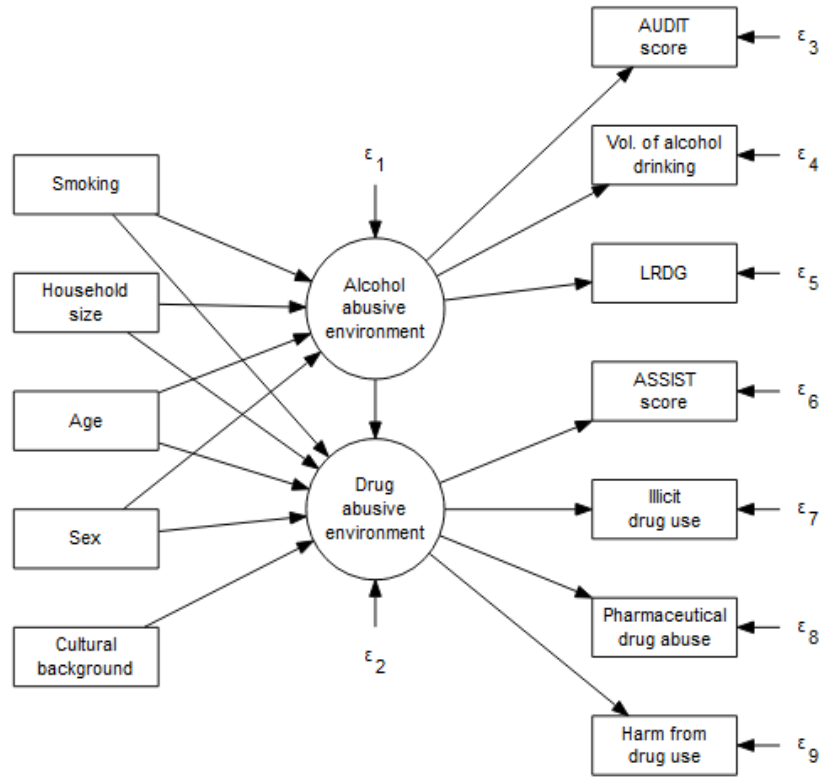 Smoking
Household
size
Age
Sex
Cultural
background
ε1
Alcohol
abusive
environment
Drug
abusive
environment
ε2
AUDIT
score
ε3
Vol. of alcohol
drinking
ε4
LRDG
ε5
ASSIST
score
ε6
Illicit
drug use
ε7
Pharmaceutical
drug abuse
ε8
Harm from
drug use
ε9